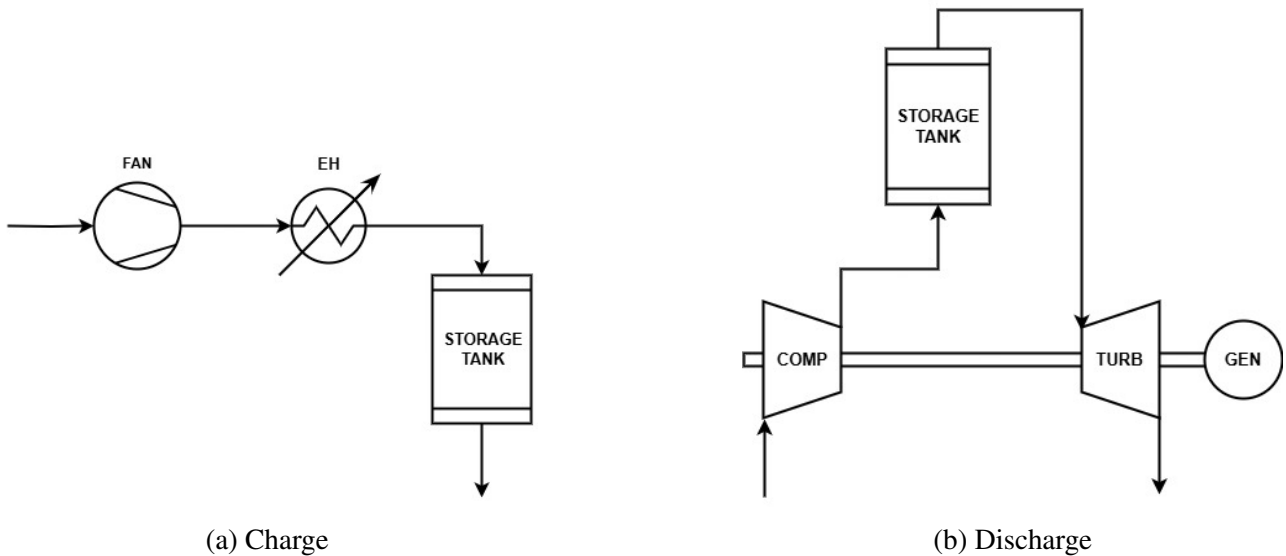 FAN
EH
STORAGE
TANK
(a) Charge
STORAGE
TANK
COMP
TURB
GEN
(b) Discharge